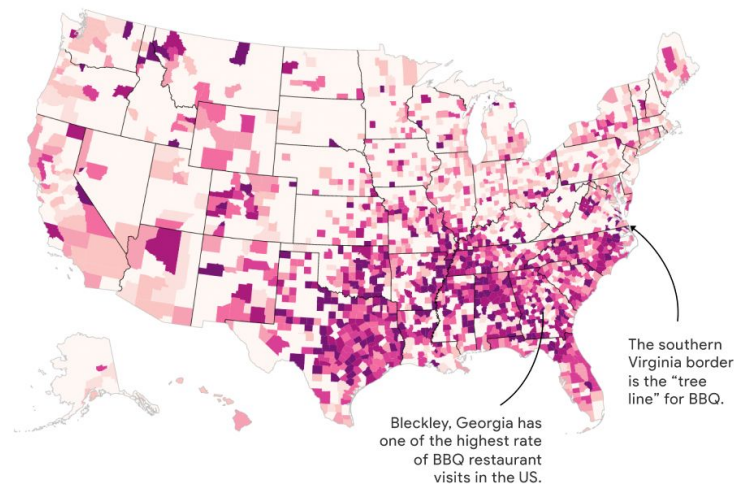 The southern
Virginia border
is the “tree
line” for BBQ.
Bleckley, Georgia has
one of the highest rate
of BBQ restaurant
visits in the US.